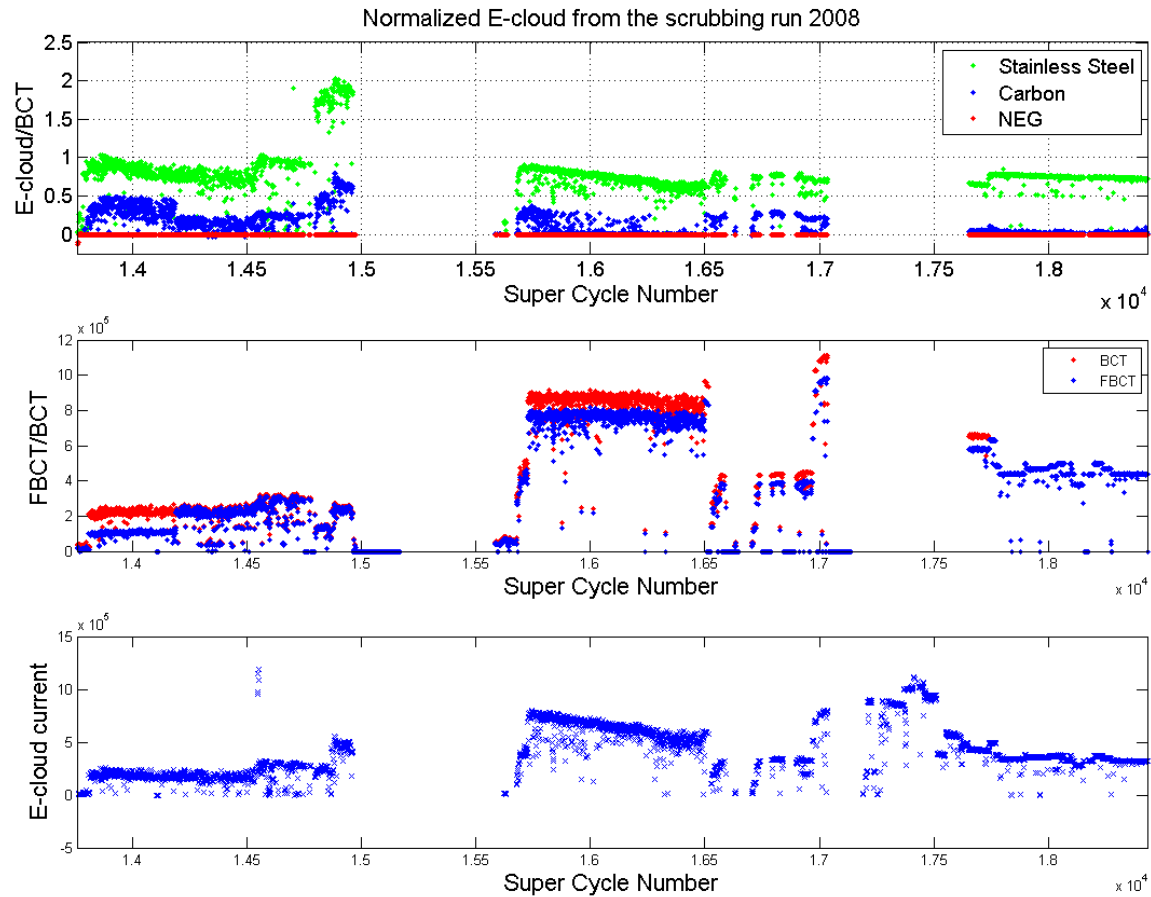 Normalized E-cloud from the scrubbing run 2008
E-cloud/BCT
2.5
2
1.5
1
0.5
0
Stainless Steel
Carbon
NEG
1.4 1.45 1.5 1.55 1.6 1.65 1.7 1.75 1.8
Super Cycle Number
x 10^4
x 10^5
FBCT/BCT
12
10
8
6
4
2
0
BCT
FBCT
1.4 1.45 1.5 1.55 1.6 1.65 1.7 1.75 1.8
Super Cycle Number
x 10^4
x 10^5
E-cloud current
15
10
5
0
-5
1.4 1.45 1.5 1.55 1.6 1.65 1.7 1.75 1.8
Super Cycle Number
x 10^4